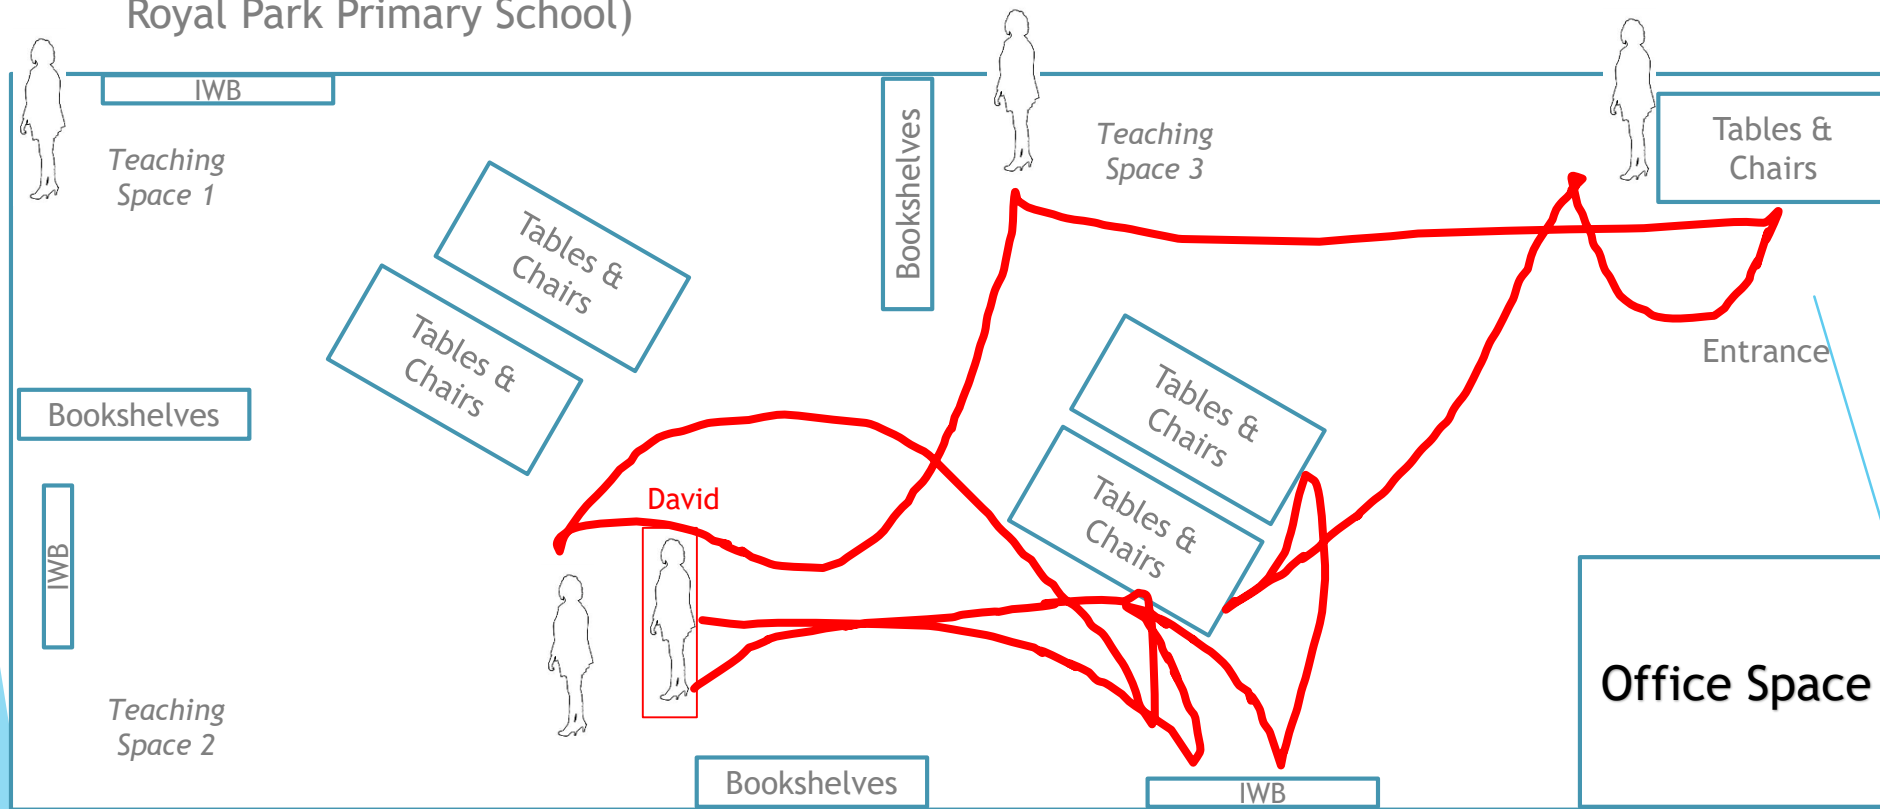 Royal Park Primary School)
IWB
Teaching
Space 1
Tables &
Chairs
Tables &
Chairs
Bookshelves
Teaching
Space 3
Tables &
Chairs
Entrance
Bookshelves
IWB
David
Tables &
Chairs
Tables &
Chairs
Teaching
Space 2
Bookshelves
IWB
Office Space